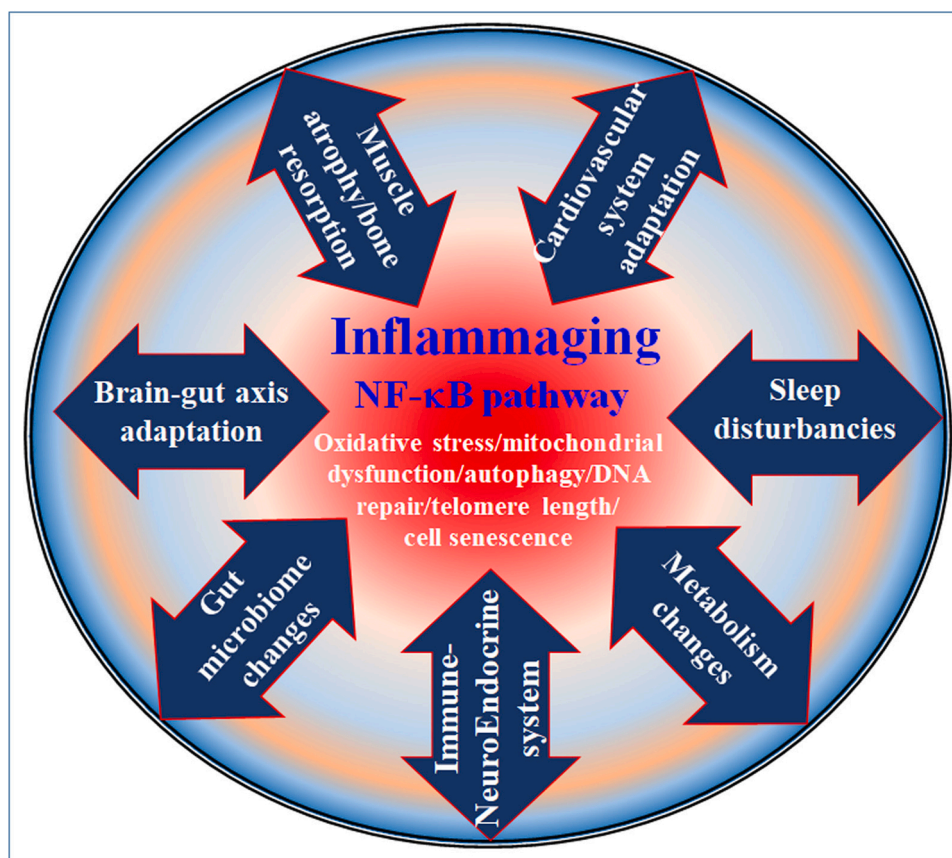 Muscle
atrophy/bone
resorption
Cardiovascular
system
adaptation
Inflammaging
NF-κB pathway
Oxidative stress/mitochondrial
dysfunction/autophagy/DNA
repair/telomere length/
cell senescence
Brain-gut axis
adaptation
Sleep
disturbancies
Gut
microbiome
changes
Immune-
NeuroEndocrine
system
Metabolism
changes